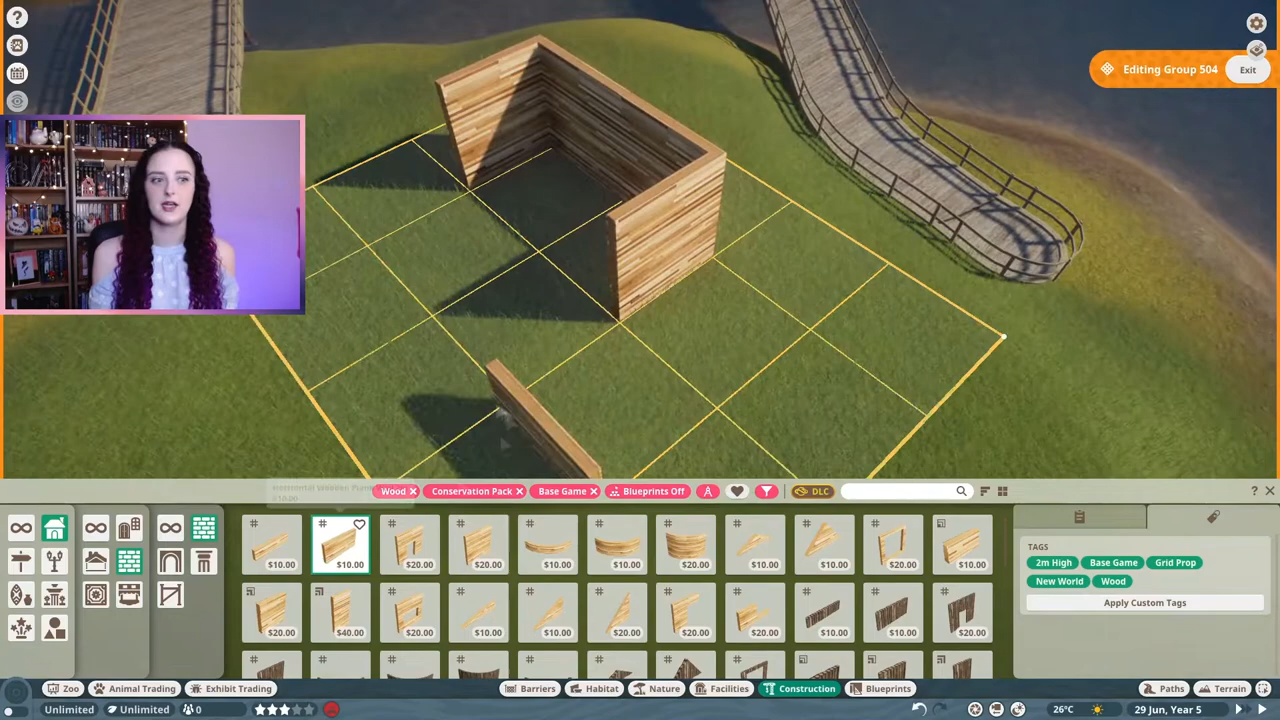 Editing Group 504
Exit
Wood
Conservation Pack
Base Game
Blueprints Off
DLC
$10.00 $10.00 $20.00 $20.00 $10.00 $10.00 $20.00 $10.00 $10.00 $20.00 $10.00
$20.00 $40.00 $20.00 $10.00 $10.00 $20.00 $20.00 $20.00 $10.00 $10.00 $20.00
TAGS
2m High
Base Game
Grid Prop
New World
Wood
Apply Custom Tags
Zoo
Animal Trading
Exhibit Trading
Barriers
Habitat
Nature
Facilities
Construction
Blueprints
Paths
Terrain
Unlimited
Unlimited
0
26°C
29 Jun, Year 5